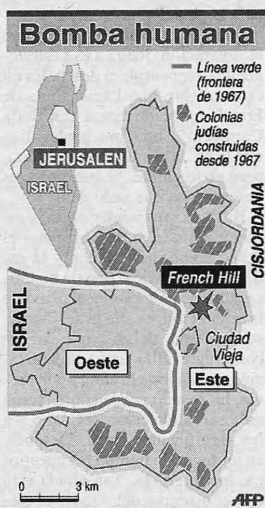 Bomba humana
Línea verde
(frontera
de 1967)
Colonias
judías
construidas
desde 1967
JERUSALEN
ISRAEL
CISJORDANIA
French Hill
ISRAEL
Ciudad
Vieja
Oeste
Este
0 3 km
AFP